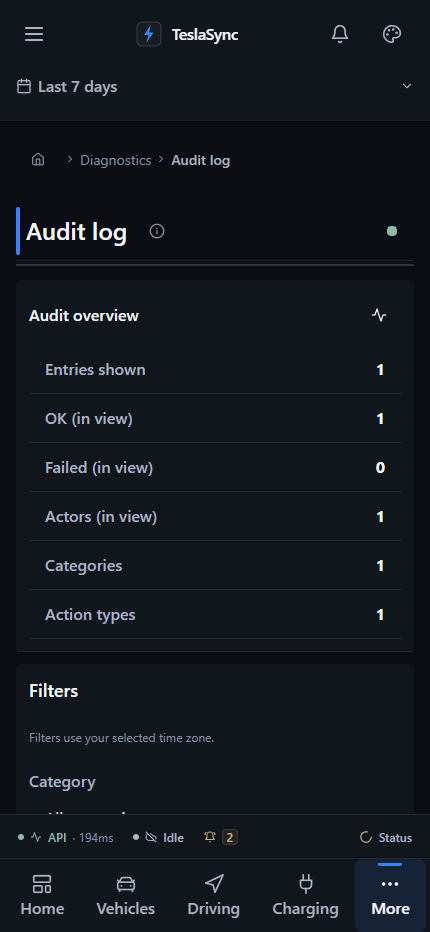 TeslaSync
Last 7 days
Diagnostics
Audit log
Audit log
Audit overview
Entries shown 1
OK (in view) 1
Failed (in view) 0
Actors (in view) 1
Categories 1
Action types 1
Filters
Filters use your selected time zone.
Category
API · 194ms Idle 2 Status
Home Vehicles Driving Charging More